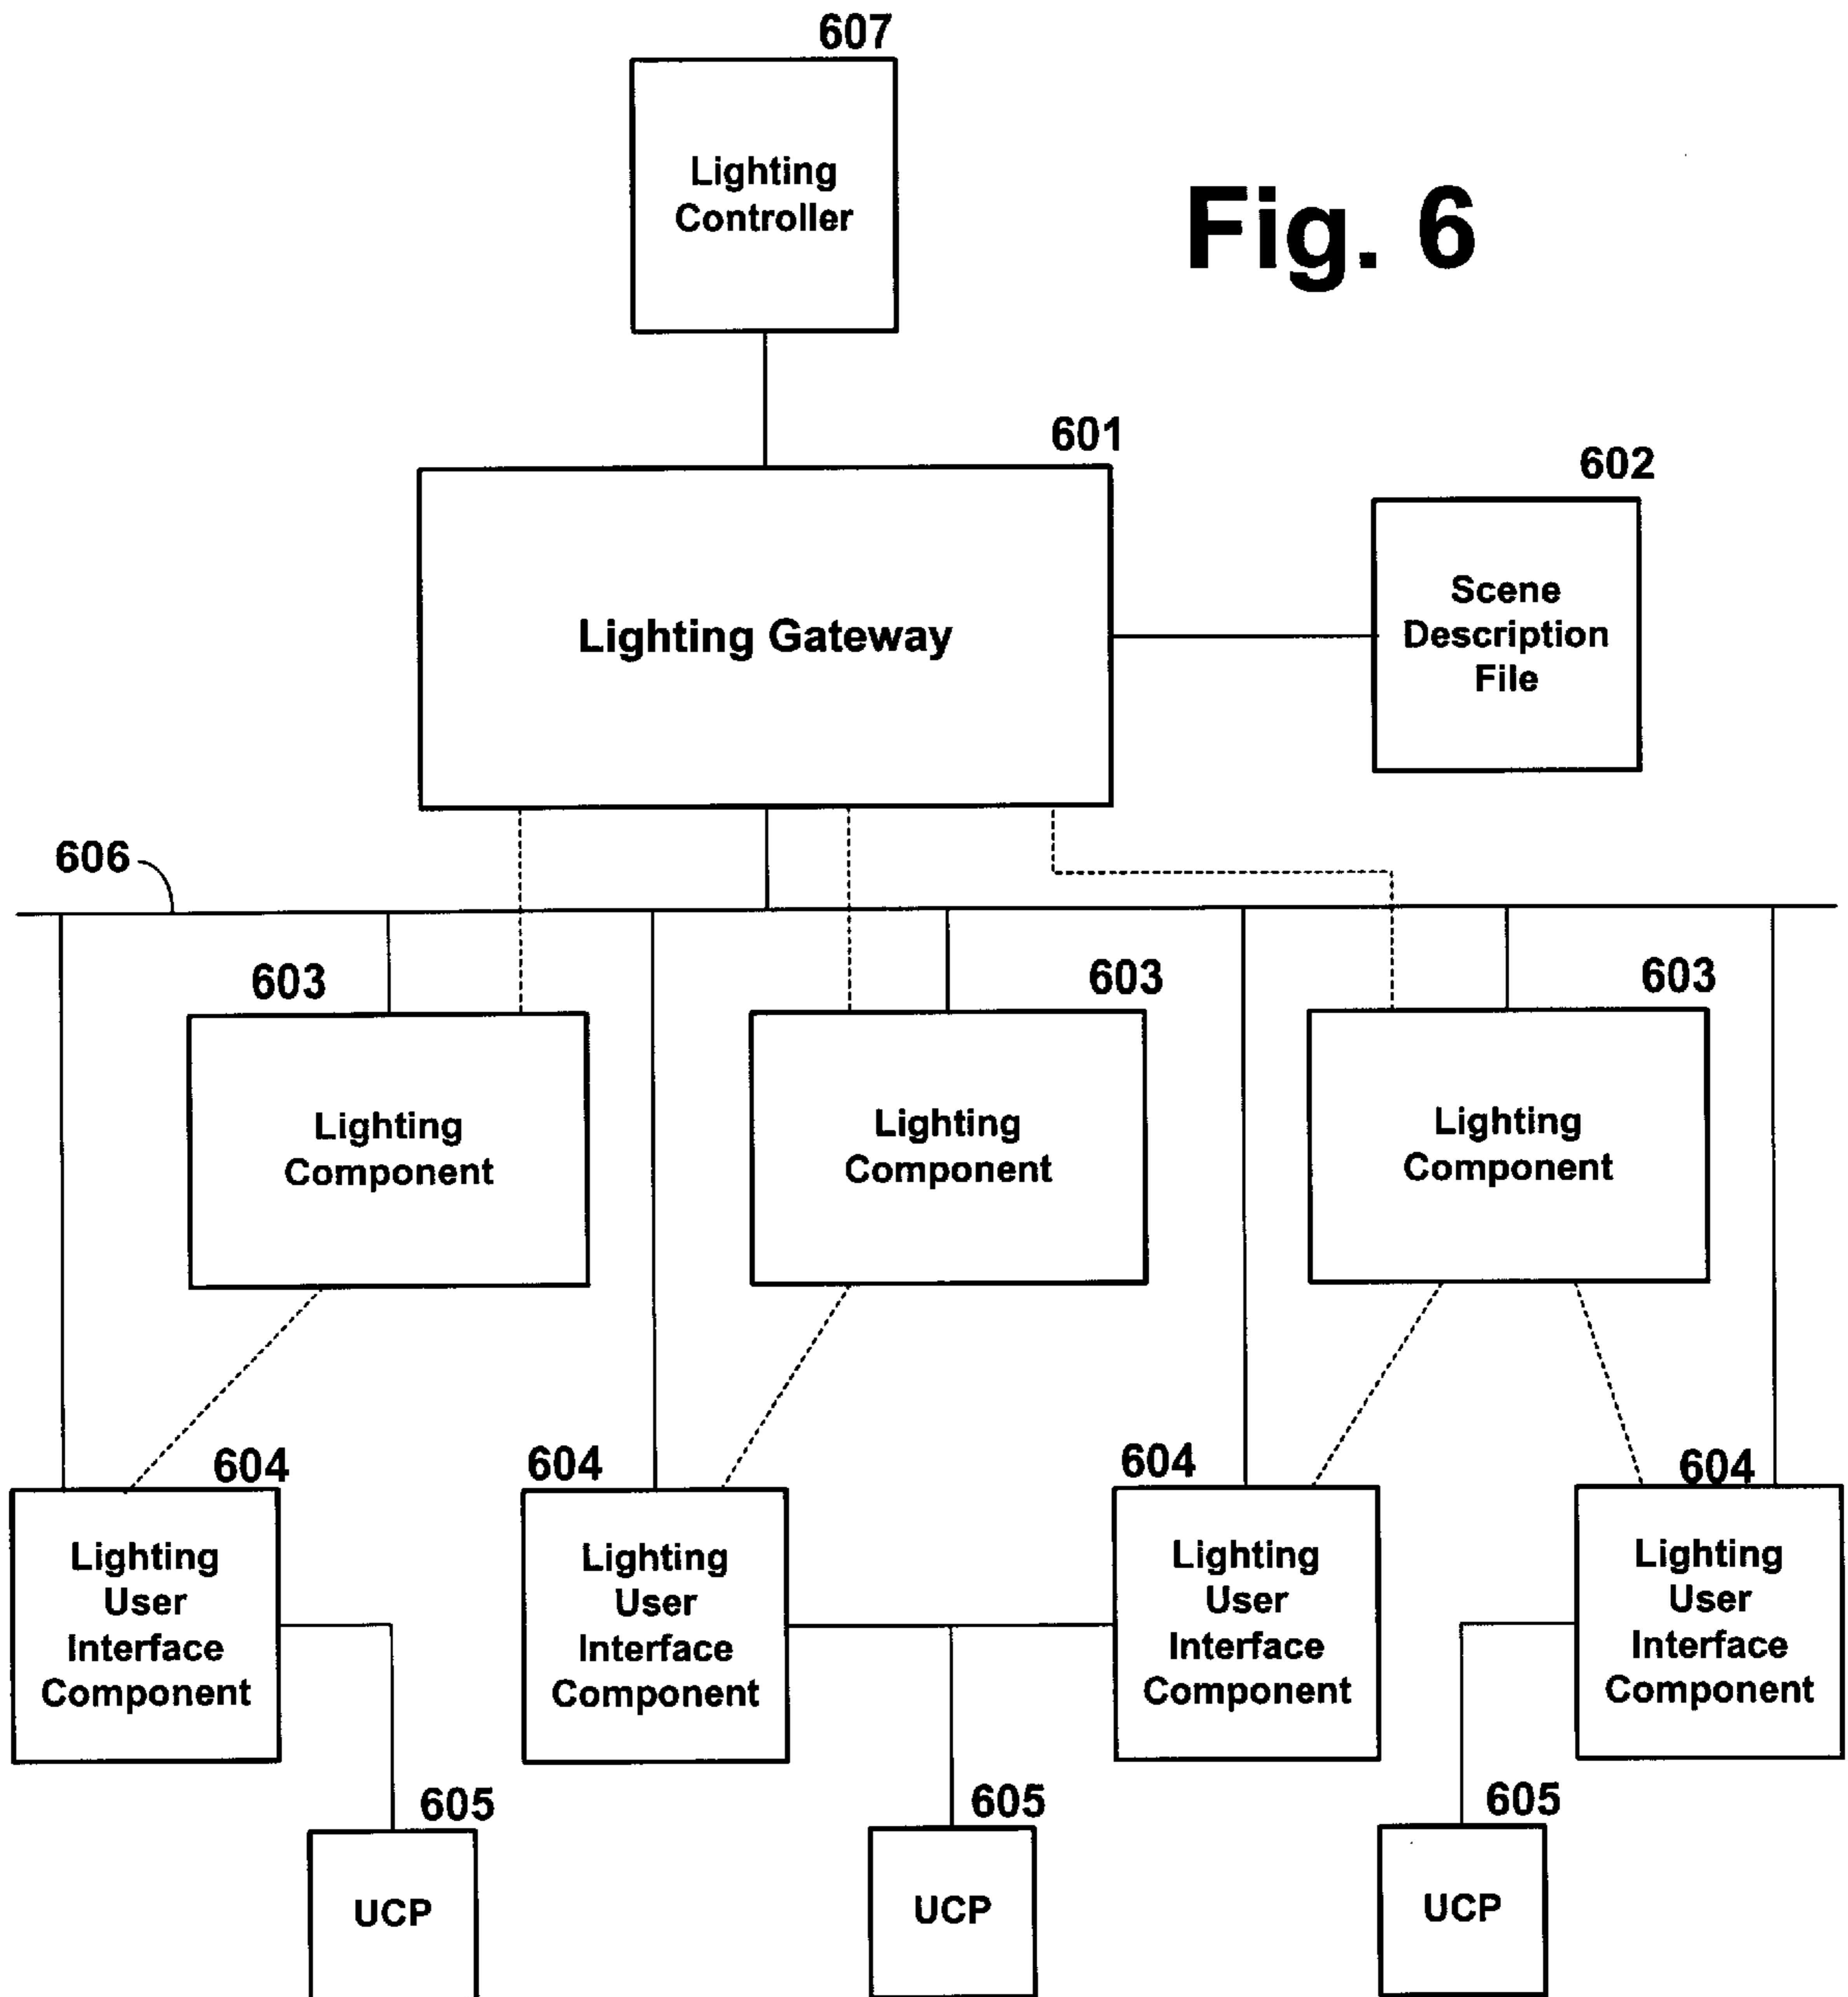 607
Lighting
Controller
Fig. 6
601
602
Lighting Gateway
Scene
Description
File
606
603
603
603
Lighting
Component
Lighting
Component
Lighting
Component
604
604
604
604
Lighting
User
Interface
Component
Lighting
User
Interface
Component
Lighting
User
Interface
Component
Lighting
User
Interface
Component
605
605
605
UCP
UCP
UCP